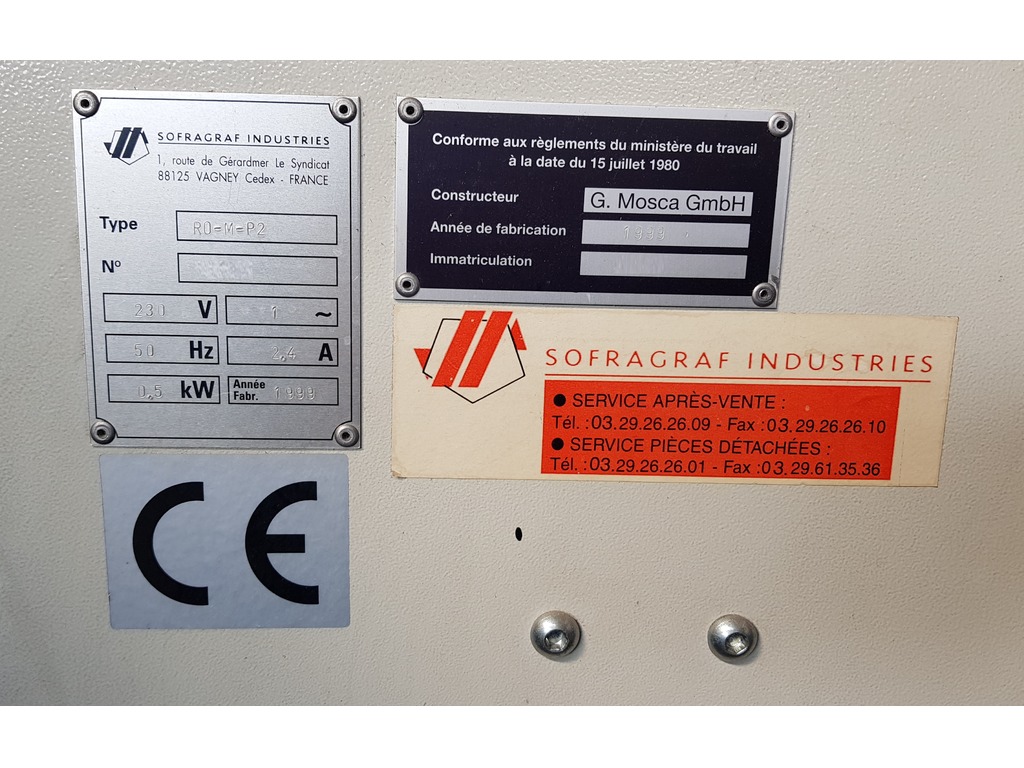 SOFRAGRAF INDUSTRIES
1, route de Gérardmer Le Syndicat
88125 VAGNEY Cedex - FRANCE
Type RO=M=P2
Nº
230 V 1 ~
50 Hz 2,4 A
0,5 kW Année Fabr. 1999
CE
Conforme aux règlements du ministère du travail
à la date du 15 juillet 1980
Constructeur G. Mosca GmbH
Année de fabrication 1999
Immatriculation
SOFRAGRAF INDUSTRIES
● SERVICE APRÈS-VENTE :
Tél. :03.29.26.26.09 - Fax :03.29.26.26.10
● SERVICE PIÈCES DÉTACHÉES :
Tél. :03.29.26.26.01 - Fax :03.29.61.35.36